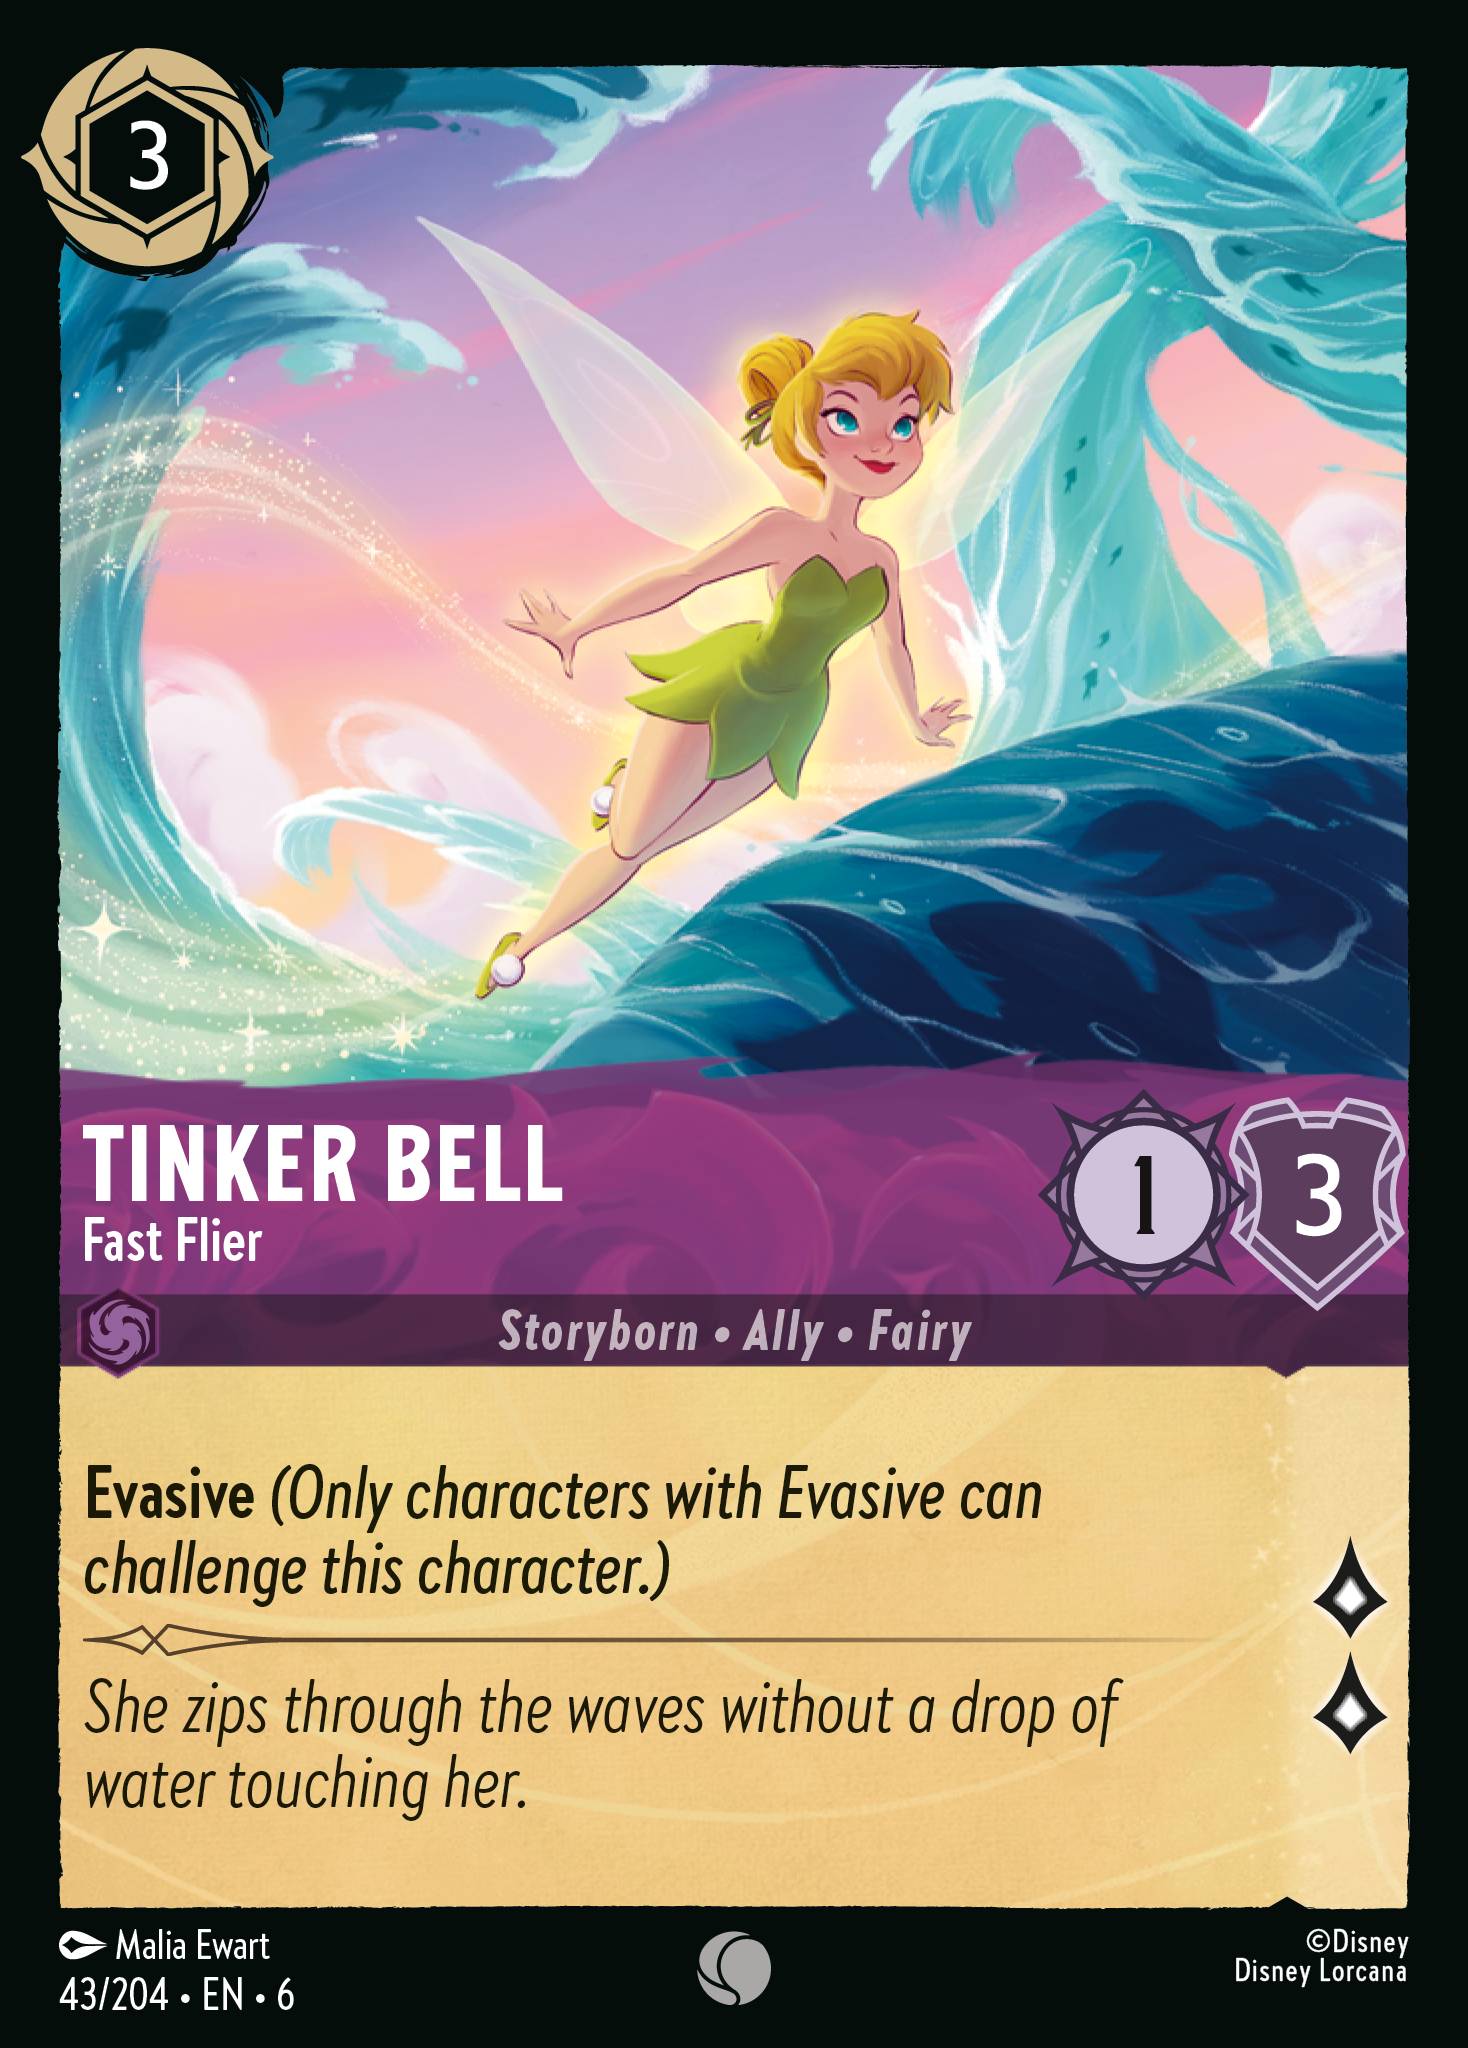 3
TINKER BELL
Fast Flier
1
3
Storyborn • Ally • Fairy
Evasive (Only characters with Evasive can
challenge this character.)
She zips through the waves without a drop of
water touching her.
Malia Ewart
43/204 • EN • 6
©Disney
Disney Lorcana